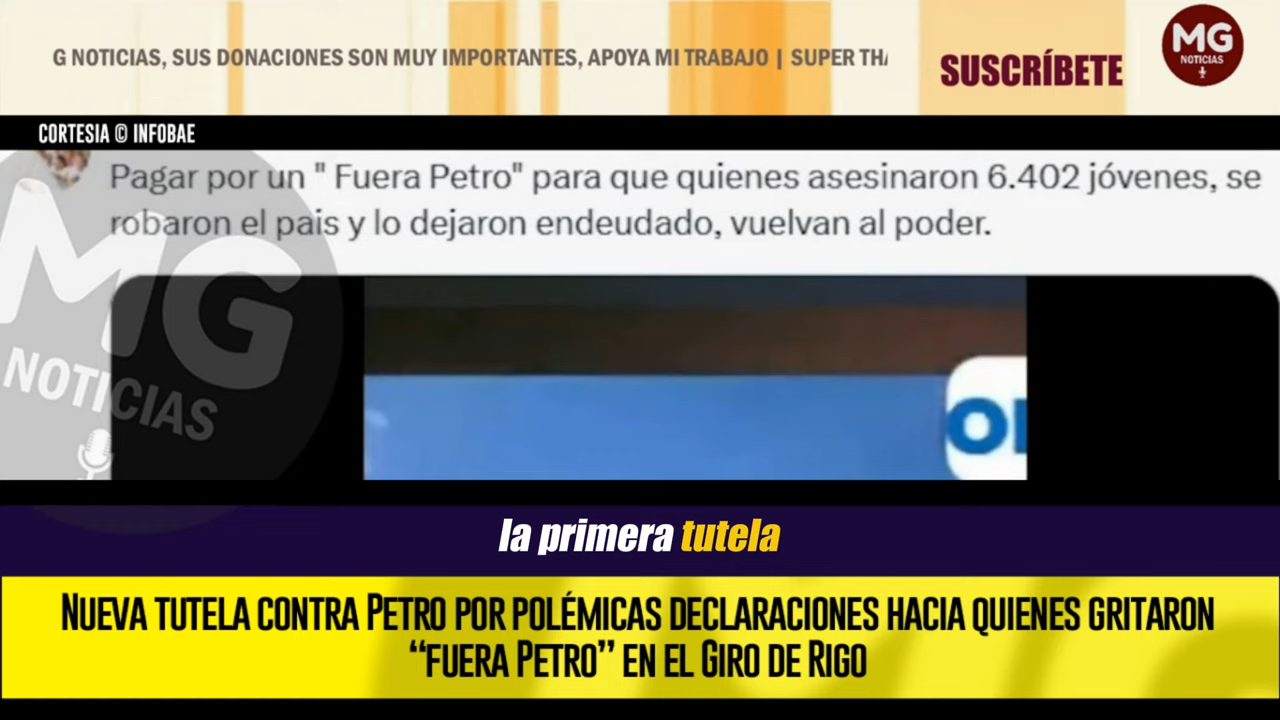 G NOTICIAS, SUS DONACIONES SON MUY IMPORTANTES, APOYA MI TRABAJO | SUPER
SUSCRÍBETE
MG
NOTICIAS
CORTESIA © INFOBAE
Pagar por un " Fuera Petro" para que quienes asesinaron 6.402 jóvenes, se
robaron el pais y lo dejaron endeudado, vuelvan al poder.
MG
NOTICIAS
la primera tutela
NUEVA TUTELA CONTRA PETRO POR POLÉMICAS DECLARACIONES HACIA QUIENES GRITARON
“FUERA PETRO” EN EL GIRO DE RIGO